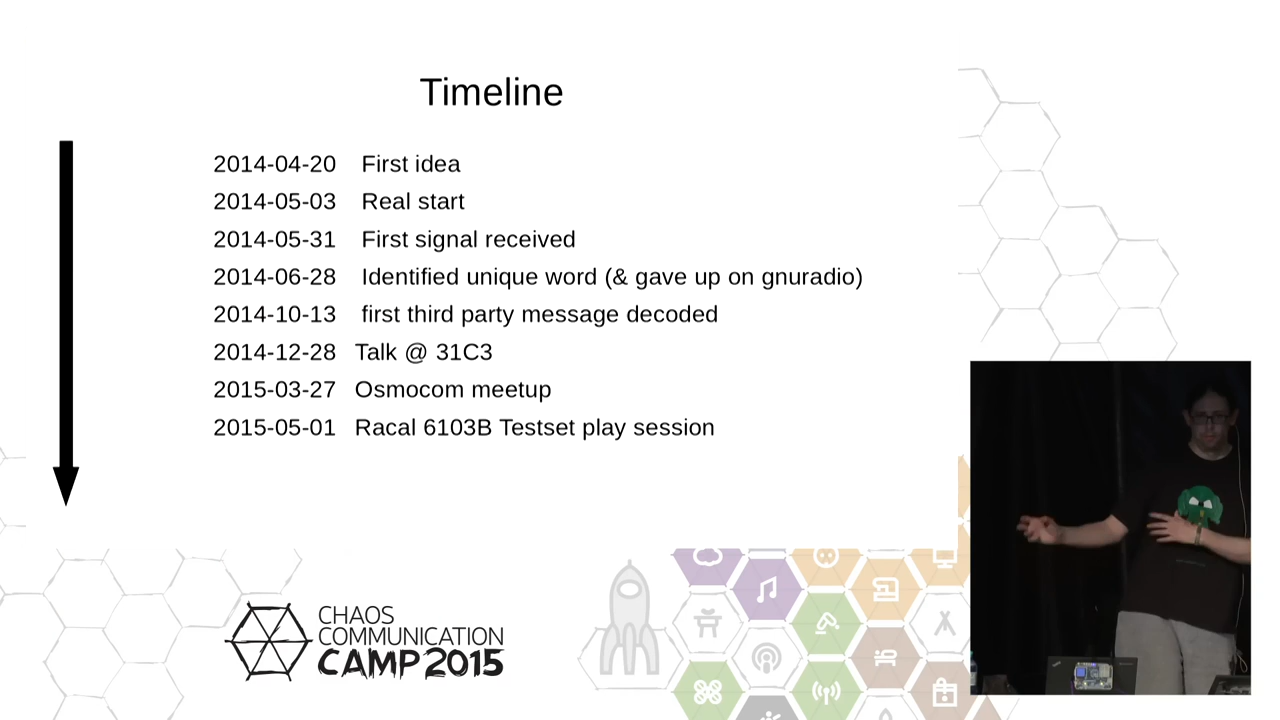 Timeline
2014-04-20 First idea
2014-05-03 Real start
2014-05-31 First signal received
2014-06-28 Identified unique word (& gave up on gnuradio)
2014-10-13 first third party message decoded
2014-12-28 Talk @ 31C3
2015-03-27 Osmocom meetup
2015-05-01 Racal 6103B Testset play session
CHAOS
COMMUNICATION
CAMP 2015